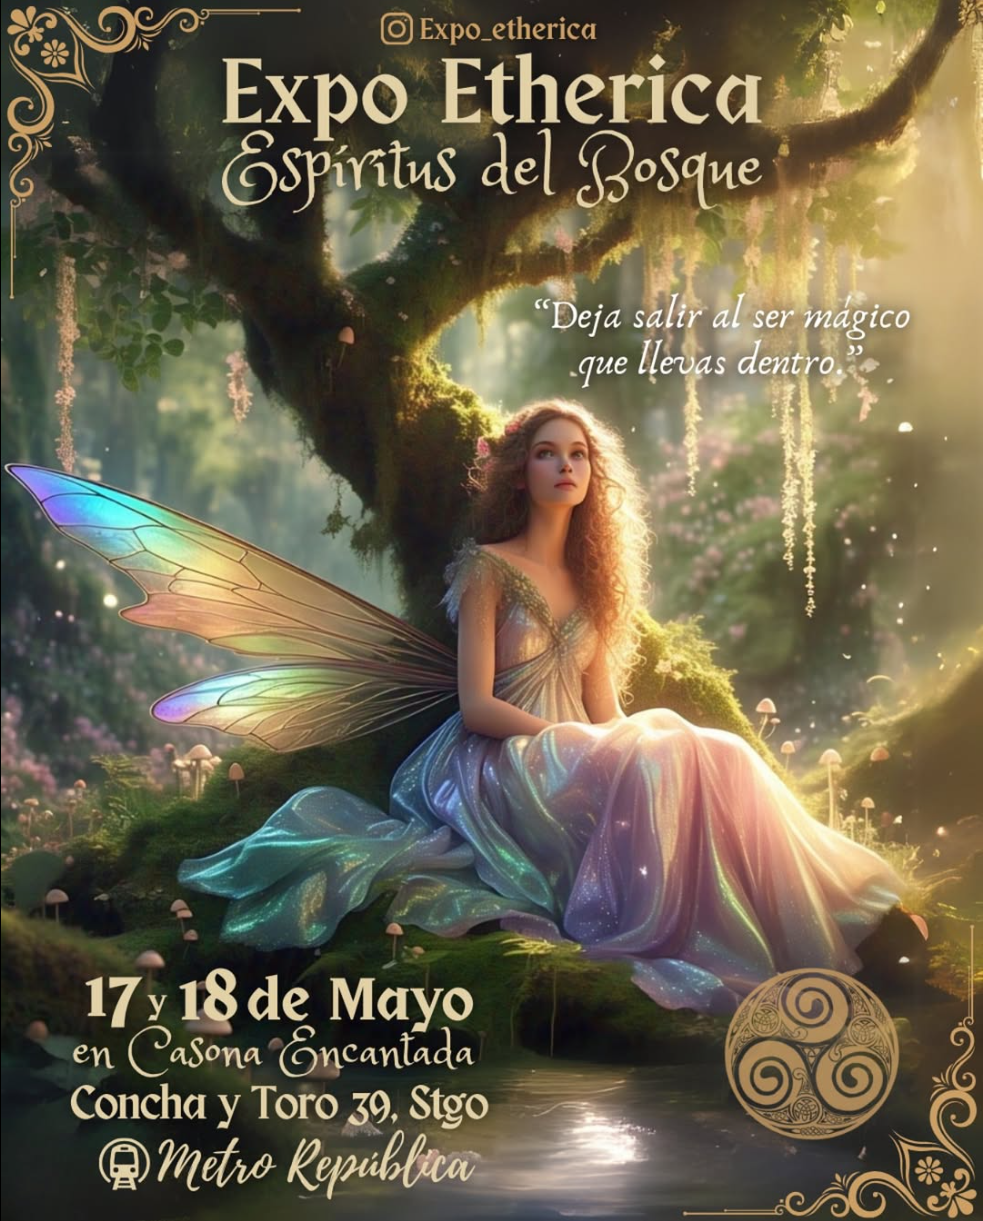 Expo_etherica
Expo Etherica
Espíritus del Bosque
“Deja salir al ser mágico
que llevas dentro.”
17 y 18 de Mayo
en Casona Encantada
Concha y Toro 39, Stgo
Metro República